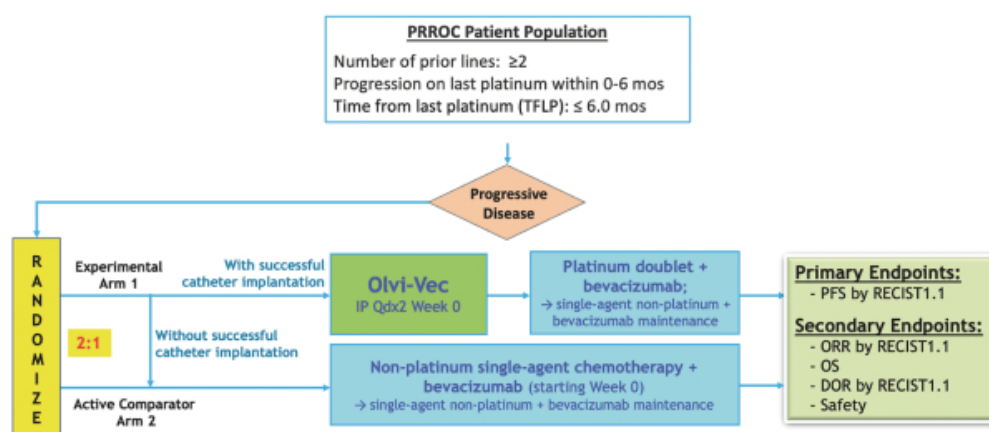 PRROC Patient Population
Number of prior lines: ≥2
Progression on last platinum within 0-6 mos
Time from last platinum (TFLP): ≤ 6.0 mos
Progressive
Disease
RANDOMIZE
2:1
Experimental
Arm 1
With successful
catheter implantation
Without successful
catheter implantation
Active Comparator
Arm 2
Olvi-Vec
IP Qdx2 Week 0
Platinum doublet +
bevacizumab;
→ single-agent non-platinum +
bevacizumab maintenance
Non-platinum single-agent chemotherapy +
bevacizumab (starting Week 0)
→ single-agent non-platinum + bevacizumab maintenance
Primary Endpoints:
- PFS by RECIST1.1
Secondary Endpoints:
- ORR by RECIST1.1
- OS
- DOR by RECIST1.1
- Safety